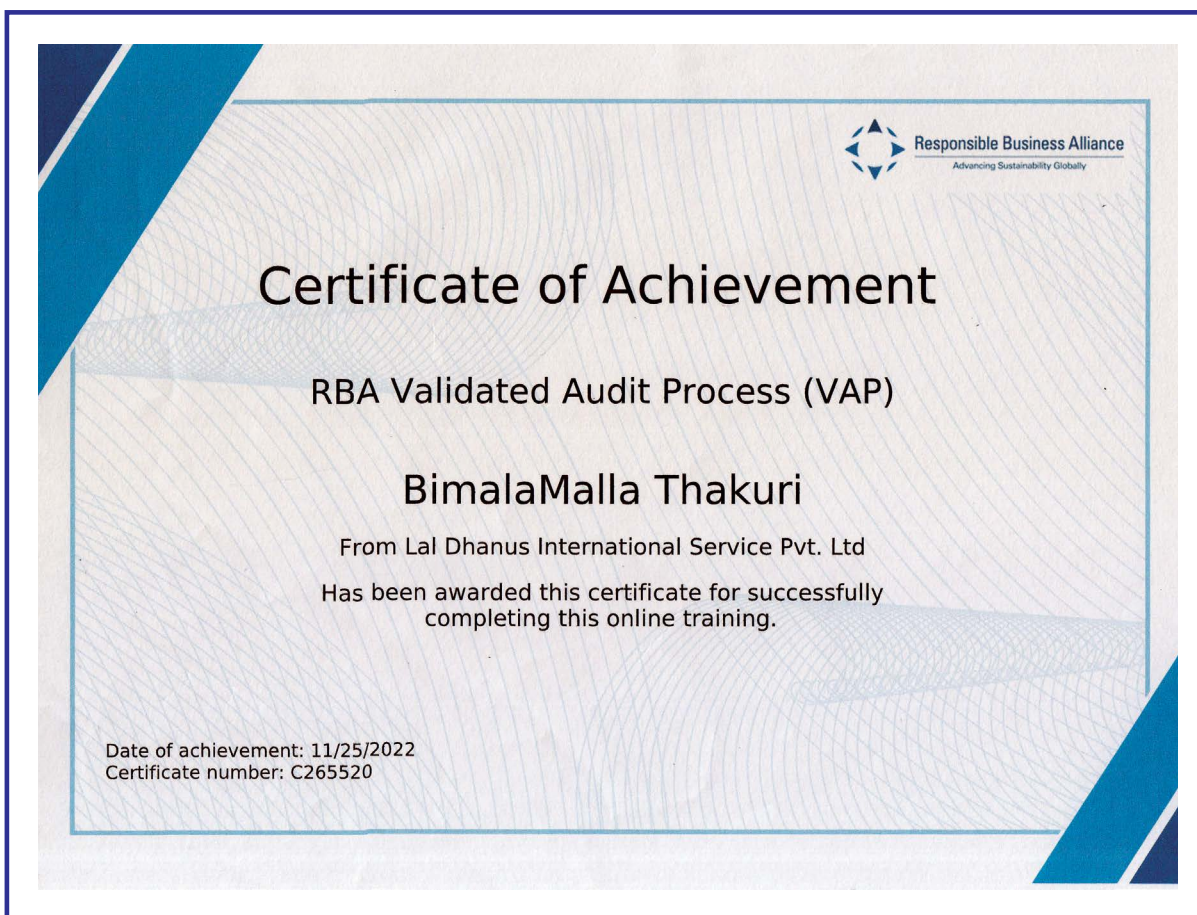 Responsible Business Alliance
Advancing Sustainability Globally
Certificate of Achievement
RBA Validated Audit Process (VAP)
BimalaMalla Thakuri
From Lal Dhanus International Service Pvt. Ltd
Has been awarded this certificate for successfully
completing this online training.
Date of achievement: 11/25/2022
Certificate number: C265520